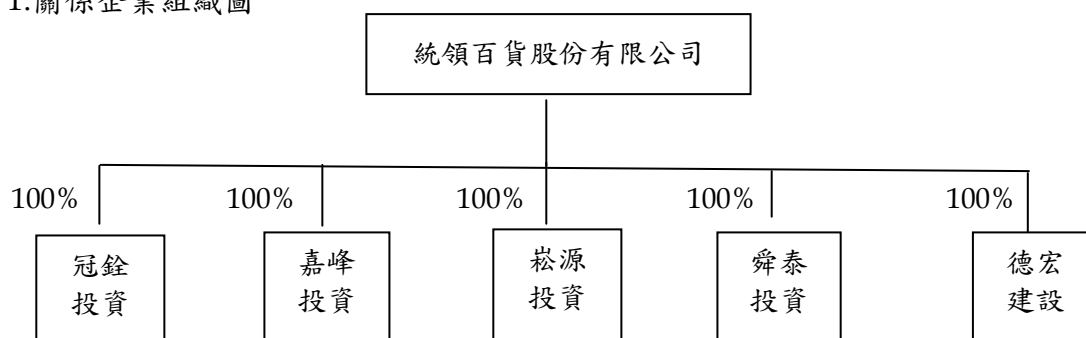 1.關係企業組織圖
統領百貨股份有限公司
100%
100%
100%
100%
100%
冠銓
投資
嘉峰
投資
崧源
投資
舜泰
投資
德宏
建設